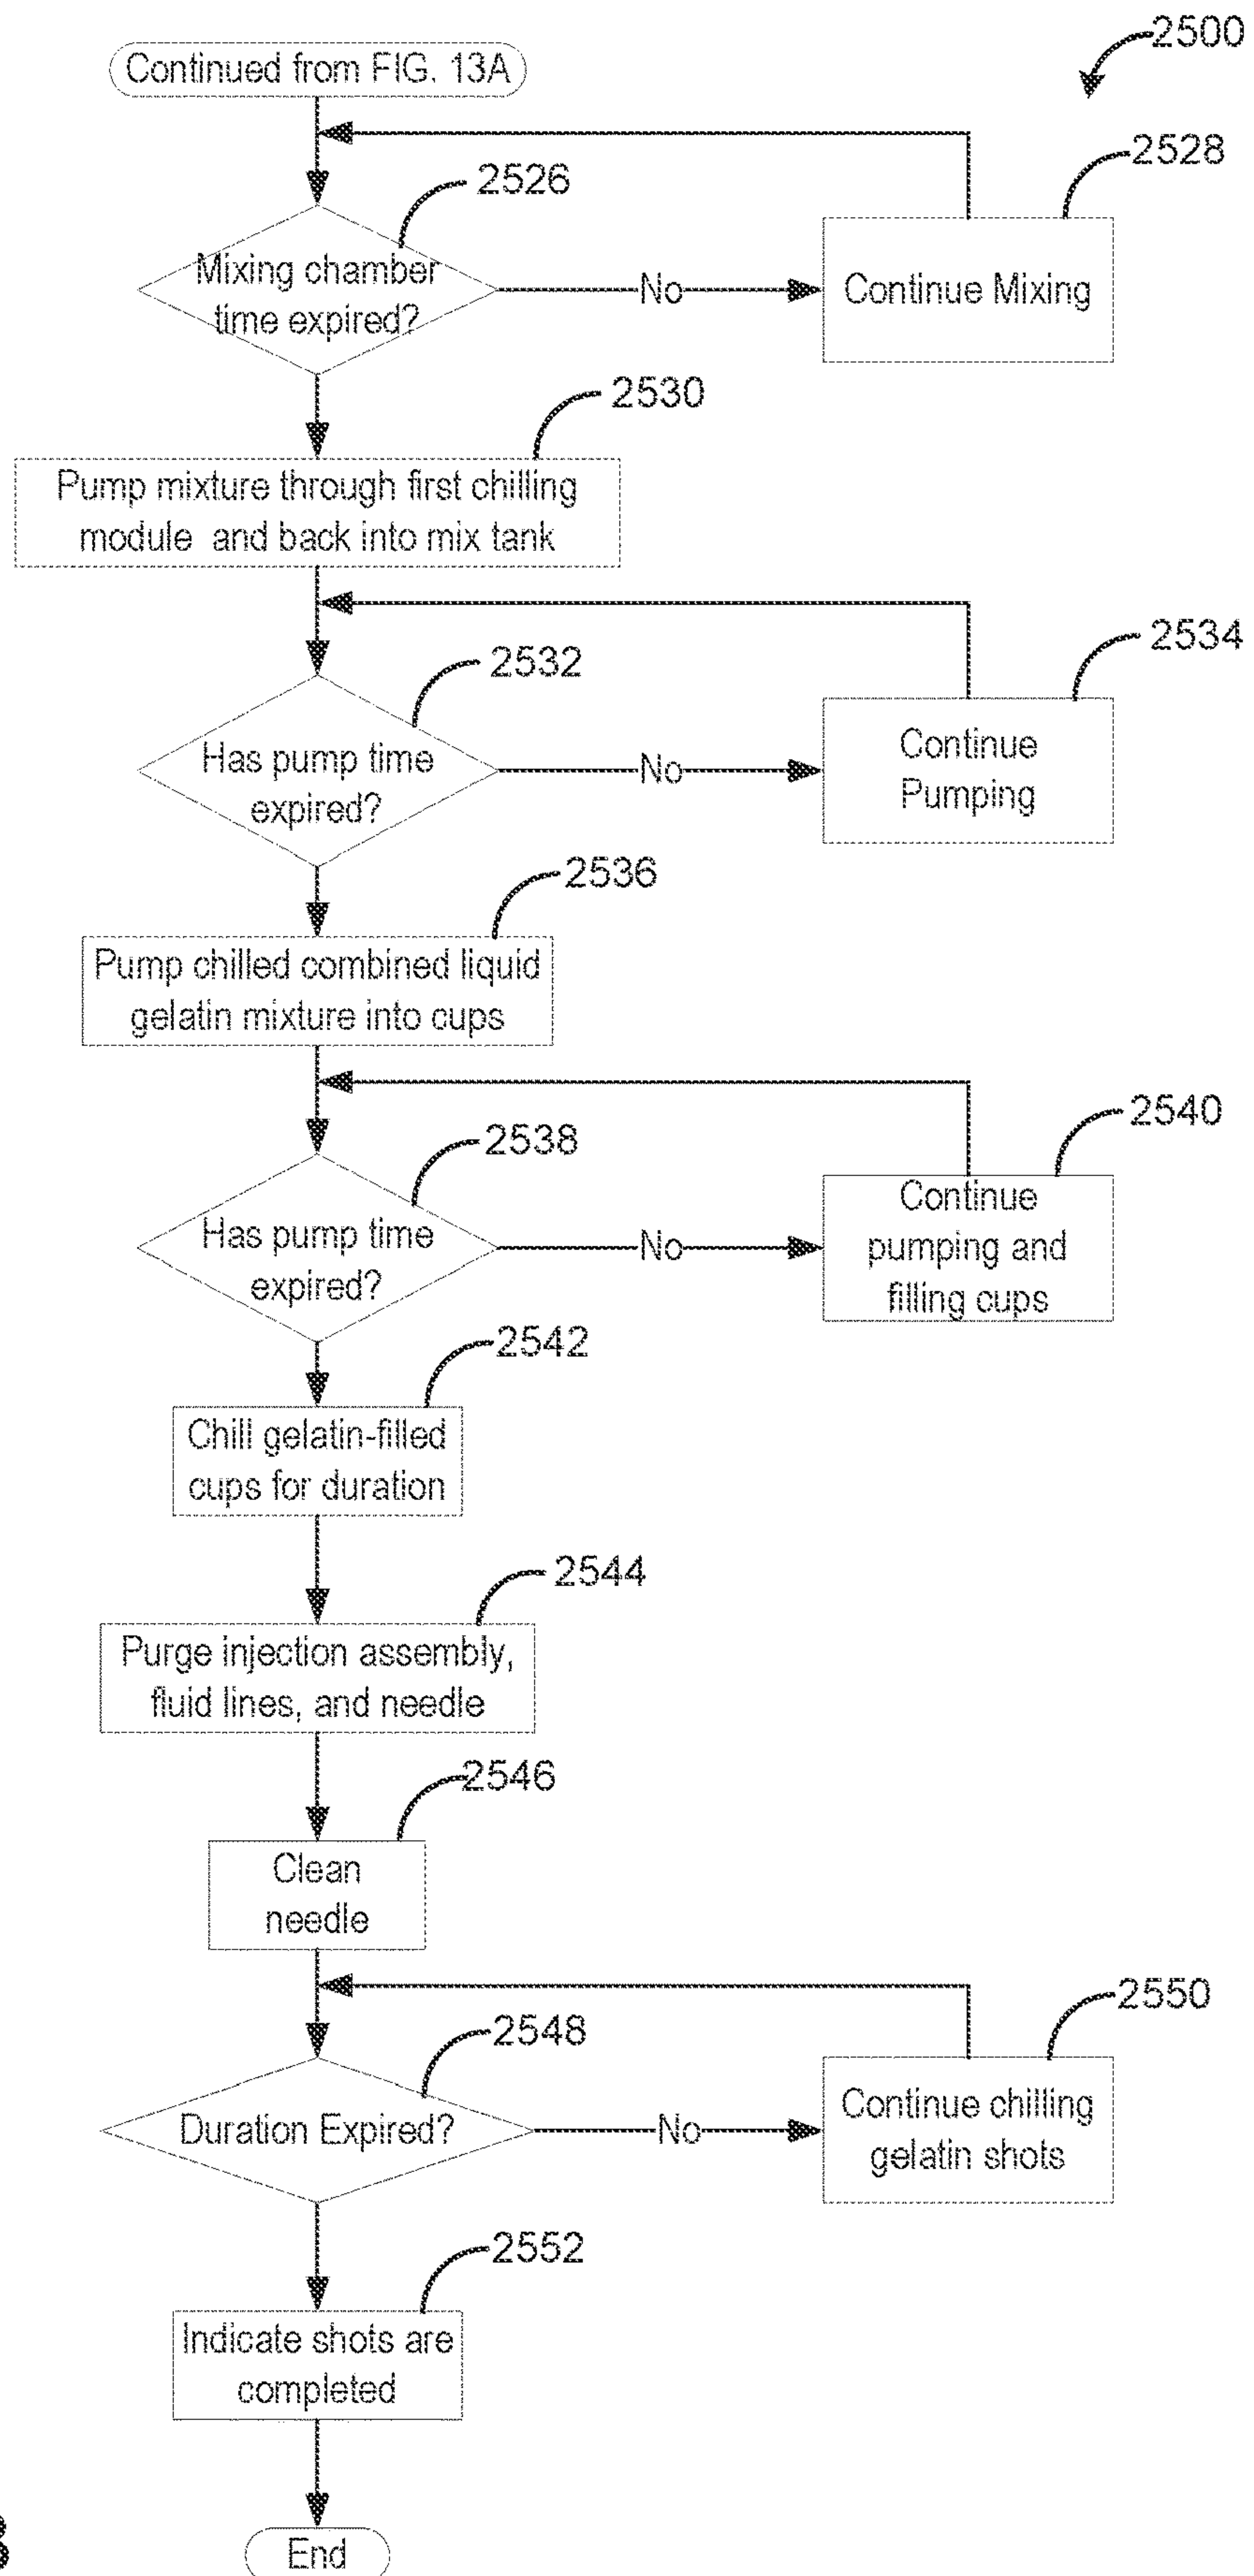 2500
Continued from FIG. 13A
2528
2526
Mixing chamber
time expired?
No
Continue Mixing
2530
Pump mixture through first chilling
module and back into mix tank
2534
2532
Has pump time
expired?
No
Continue
Pumping
2536
Pump chilled combined liquid
gelatin mixture into cups
2540
2538
Has pump time
expired?
No
Continue
pumping and
filling cups
2542
Chill gelatin-filled
cups for duration
2544
Purge injection assembly,
fluid lines, and needle
2546
Clean
needle
2550
2548
Duration Expired?
No
Continue chilling
gelatin shots
2552
Indicate shots are
completed
End